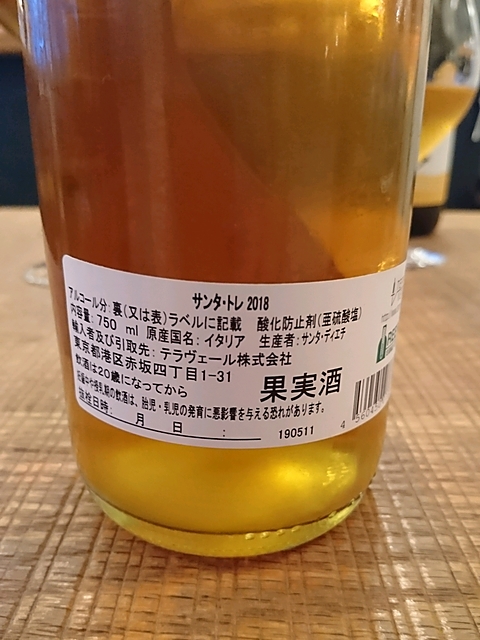 サンタ・トレ 2018
アルコール分：裏（又は表）ラベルに記載 酸化防止剤（亜硫酸塩）
内容量：750 ml 原産国名：イタリア 生産者：サンタ・ディエチ
輸入者及び引取先：テラヴェール株式会社
東京都港区赤坂四丁目1-31
飲酒は20歳になってから
妊娠中や授乳期の飲酒は、胎児・乳児の発育に悪影響を与える恐れがあります。
果実酒
抜栓日時： 月 日 ：
190511